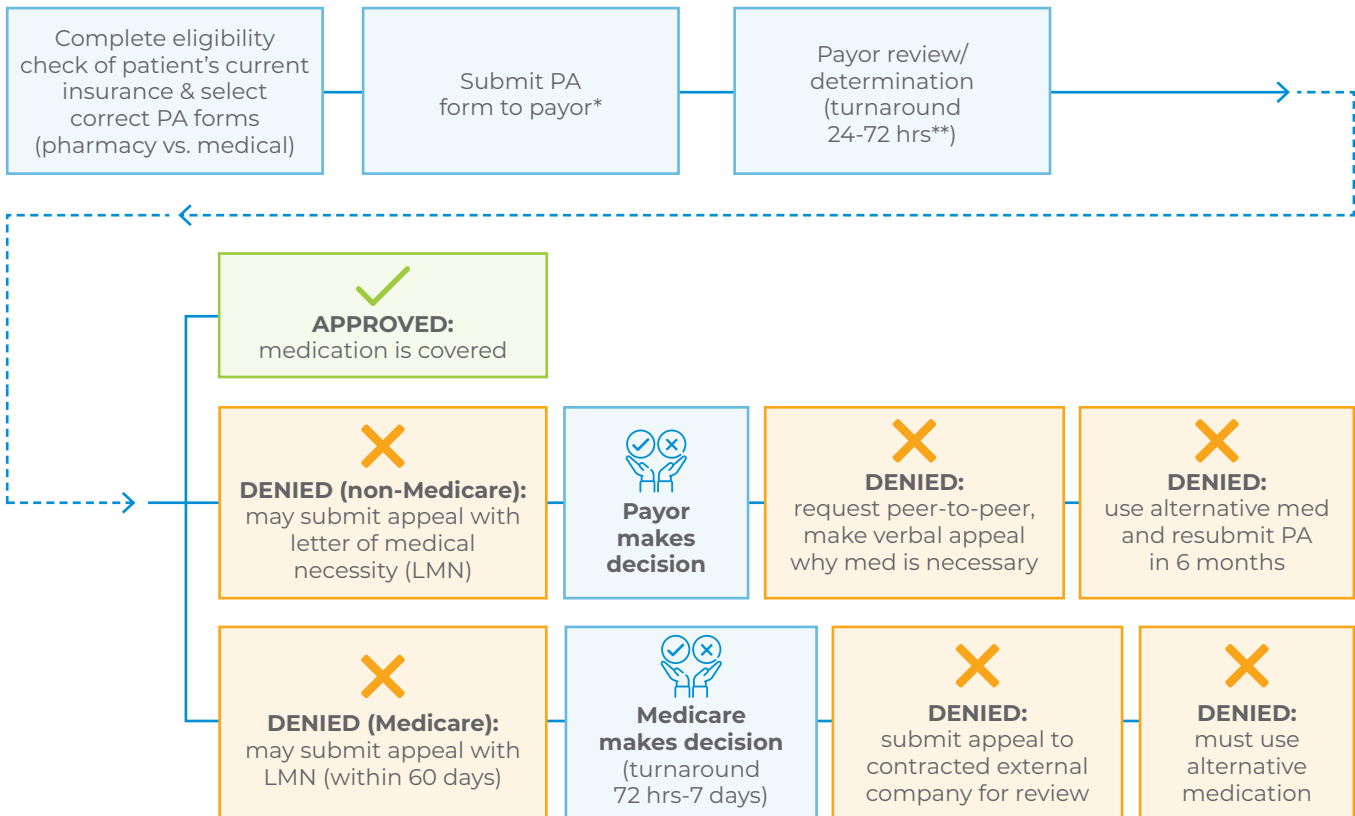 Complete eligibility
check of patient's current
insurance & select
correct PA forms
(pharmacy vs. medical)
Submit PA
form to payor*
Payor review/
determination
(turnaround
24-72 hrs**)
APPROVED:
medication is covered
DENIED (non-Medicare):
may submit appeal with
letter of medical
necessity (LMN)
Payor
makes
decision
DENIED:
request peer-to-peer,
make verbal appeal
why med is necessary
DENIED:
use alternative med
and resubmit PA
in 6 months
DENIED (Medicare):
may submit appeal with
LMN (within 60 days)
Medicare
makes decision
(turnaround
72 hrs-7 days)
DENIED:
submit appeal to
contracted external
company for review
DENIED:
must use
alternative
medication